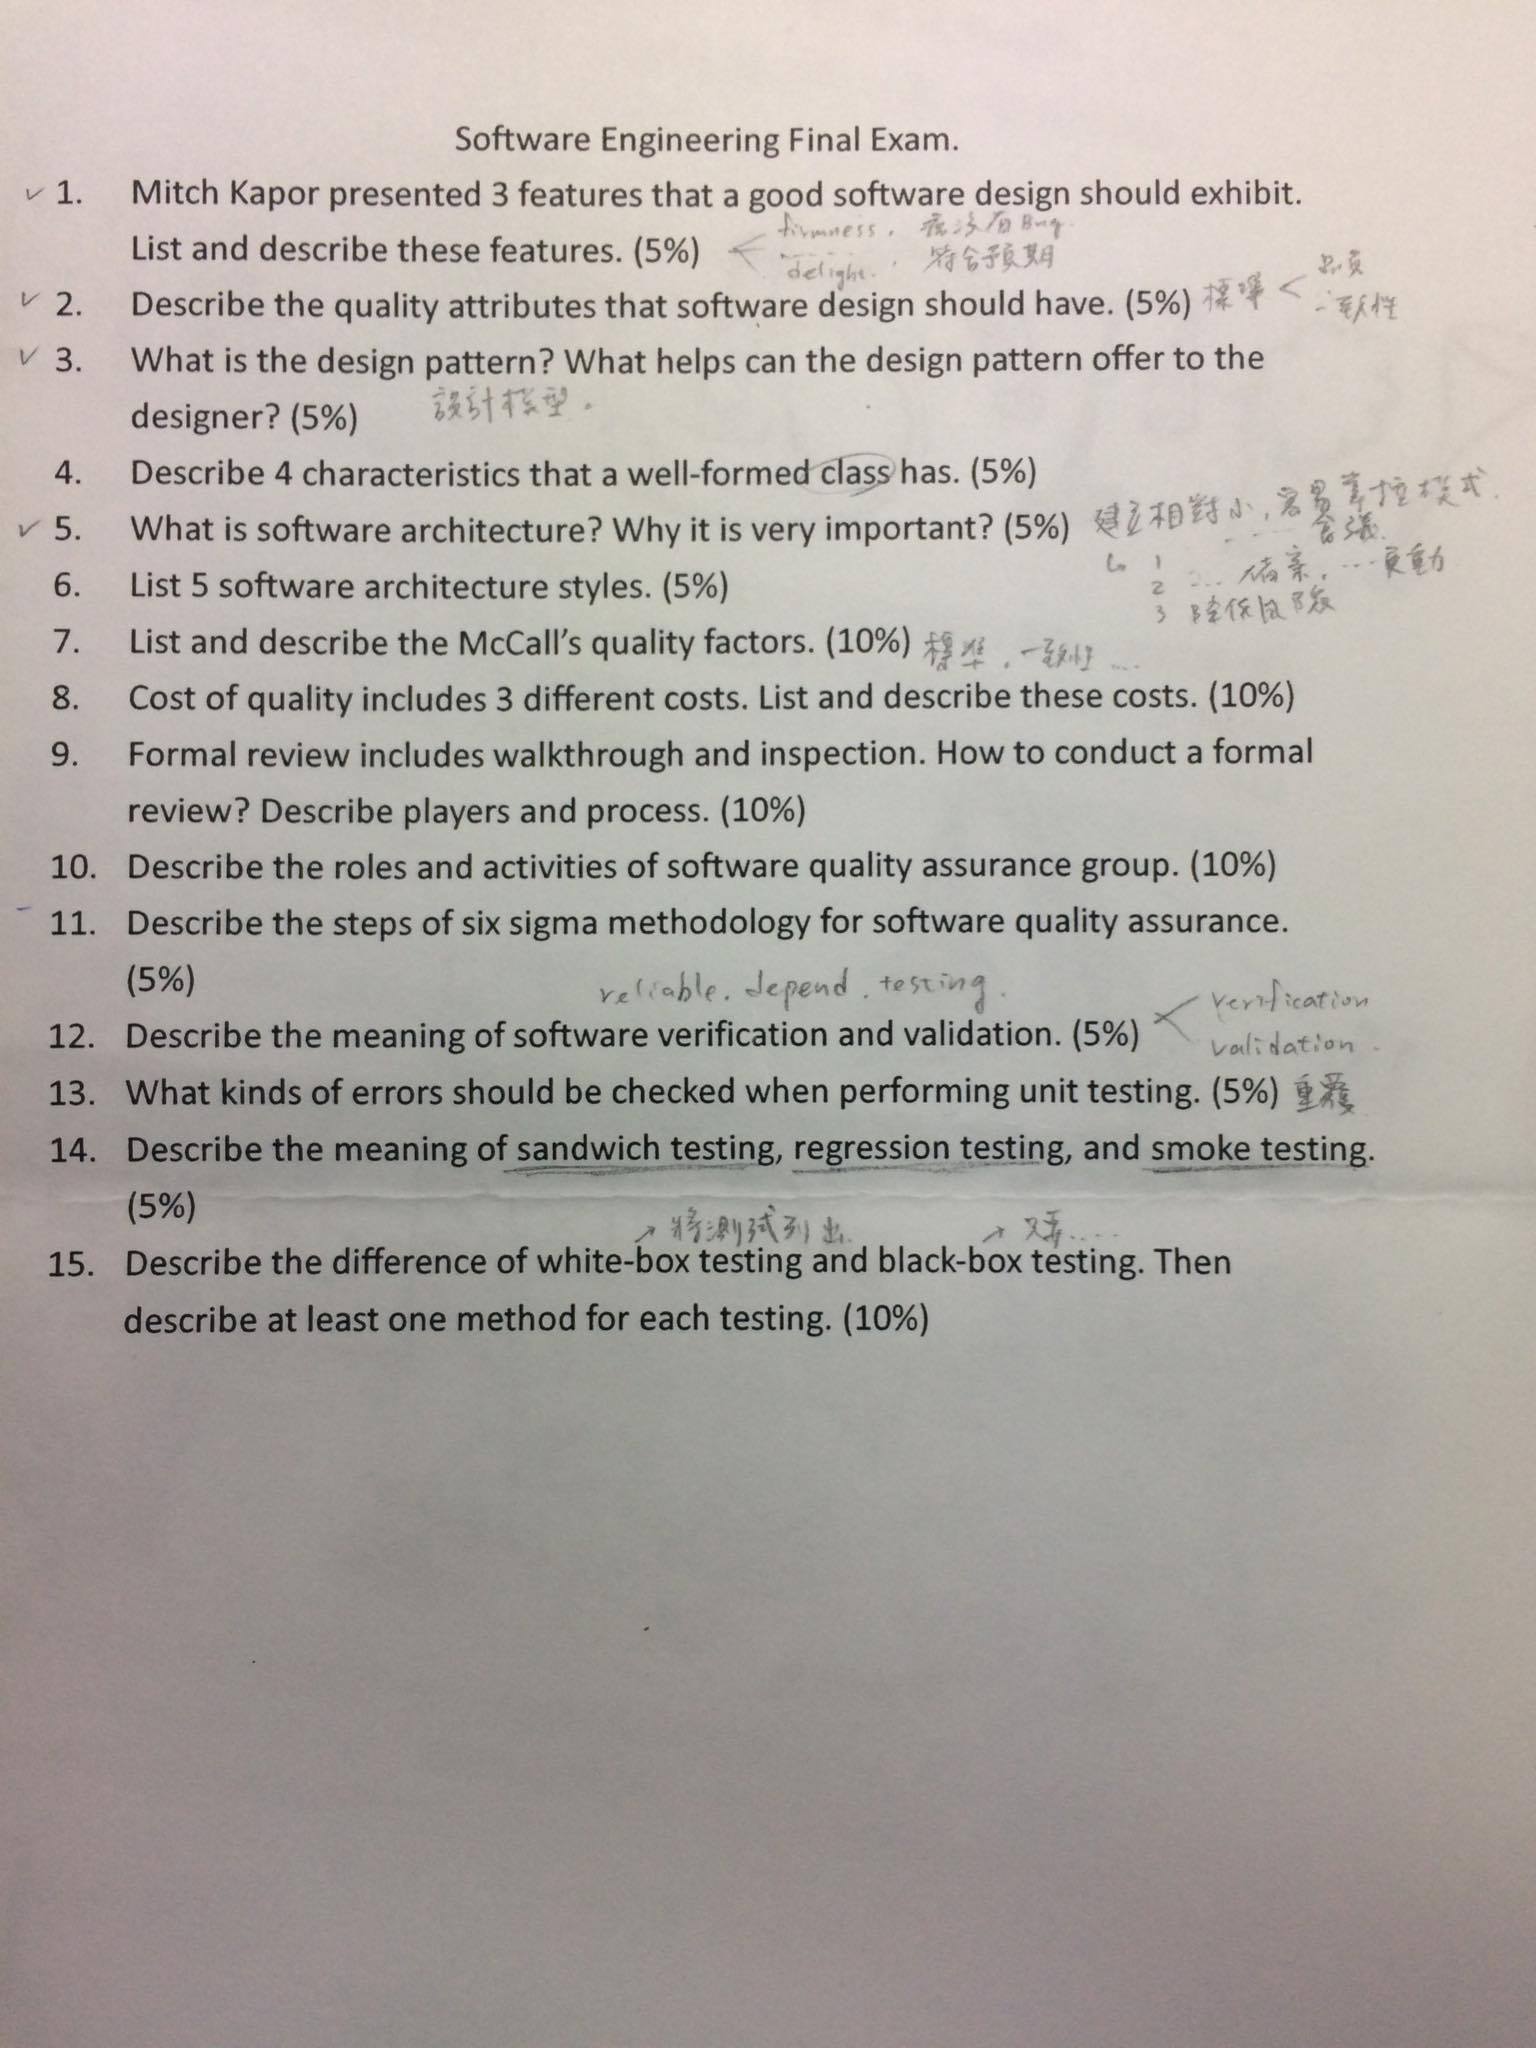 Software Engineering Final Exam.
✓ 1. Mitch Kapor presented 3 features that a good software design should exhibit.
firmness. 應沒有Bug.
List and describe these features. (5%)
delight. 符合預期
品質
✓ 2. Describe the quality attributes that software design should have. (5%) 標準
一致性
✓ 3. What is the design pattern? What helps can the design pattern offer to the
designer? (5%) 設計模型.
4. Describe 4 characteristics that a well-formed class has. (5%)
✓ 5. What is software architecture? Why it is very important? (5%) 建立相對小, 容易掌控模式.
1 ..... 會議.
6. List 5 software architecture styles. (5%)
2 ... , ... 更動
3 降低風險
7. List and describe the McCall's quality factors. (10%) 標準, 一致性 ....
8. Cost of quality includes 3 different costs. List and describe these costs. (10%)
9. Formal review includes walkthrough and inspection. How to conduct a formal
review? Describe players and process. (10%)
10. Describe the roles and activities of software quality assurance group. (10%)
11. Describe the steps of six sigma methodology for software quality assurance.
(5%)
reliable. depend. testing.
verification
12. Describe the meaning of software verification and validation. (5%)
validation.
13. What kinds of errors should be checked when performing unit testing. (5%) 重覆
14. Describe the meaning of sandwich testing, regression testing, and smoke testing.
(5%)
→ 將測試列出
15. Describe the difference of white-box testing and black-box testing. Then
describe at least one method for each testing. (10%)